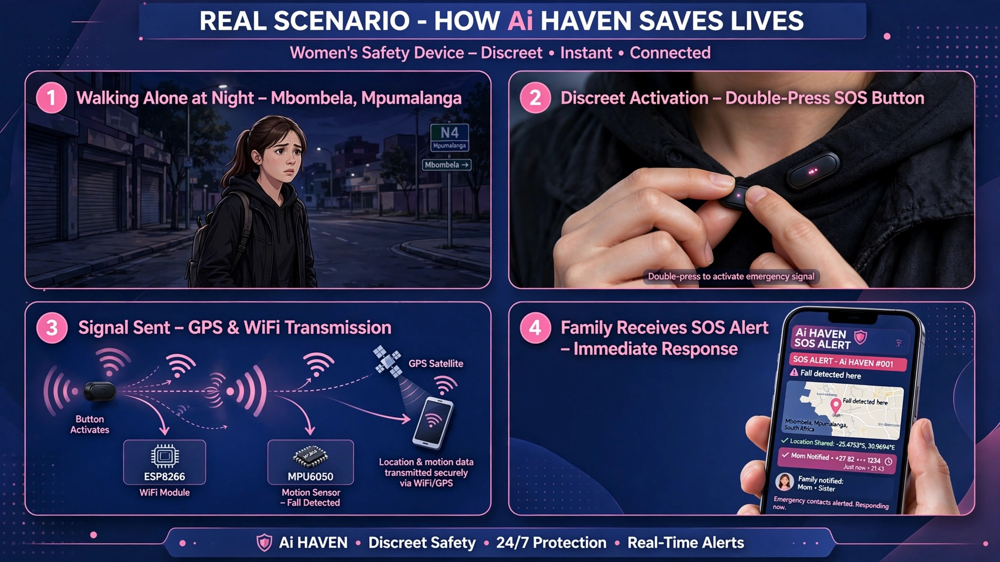 REAL SCENARIO - HOW Ai HAVEN SAVES LIVES
Women's Safety Device – Discreet • Instant • Connected
1 Walking Alone at Night – Mbombela, Mpumalanga
N4
Mpumalanga
Mbombela →
2 Discreet Activation – Double-Press SOS Button
Double-press to activate emergency signal
3 Signal Sent – GPS & WiFi Transmission
GPS Satellite
Button
Activates
ESP8266
WiFi Module
MPU6050
Motion Sensor
– Fall Detected
Location & motion data
transmitted securely
via WiFi/GPS
4 Family Receives SOS Alert
– Immediate Response
Ai HAVEN
SOS ALERT
SOS ALERT - Ai HAVEN #001
Fall detected here
Fall detected here
Mbombela, Mpumalanga,
South Africa
Location Shared: -25.4753°S, 30.9694°E
Mom Notified • +27 82 ••• 1234
Just now • 21:43
Family notified:
Mom • Sister
Emergency contacts alerted. Responding
now.
Ai HAVEN • Discreet Safety • 24/7 Protection • Real-Time Alerts